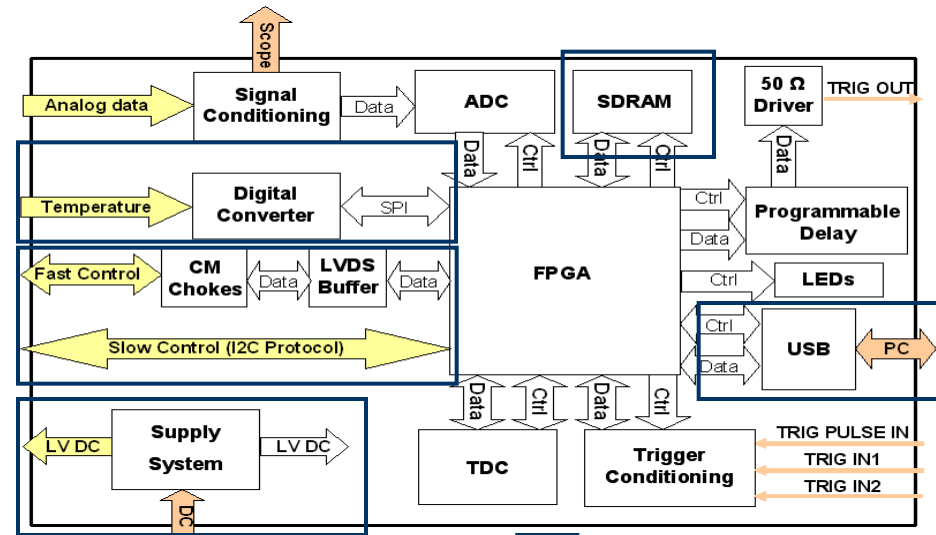 Scope
Analog data
Signal
Conditioning
Data
ADC
SDRAM
50 Ω
Driver
TRIG OUT
Data
Ctrl
Data
Ctrl
Data
Temperature
Digital
Converter
SPI
FPGA
Ctrl
Data
Programmable
Delay
Fast Control
CM
Chokes
Data
LVDS
Buffer
Data
Ctrl
LEDs
Slow Control (I2C Protocol)
Ctrl
Data
USB
PC
Data
Ctrl
Data
Ctrl
LV DC
Supply
System
LV DC
DC
TDC
Trigger
Conditioning
TRIG PULSE IN
TRIG IN1
TRIG IN2